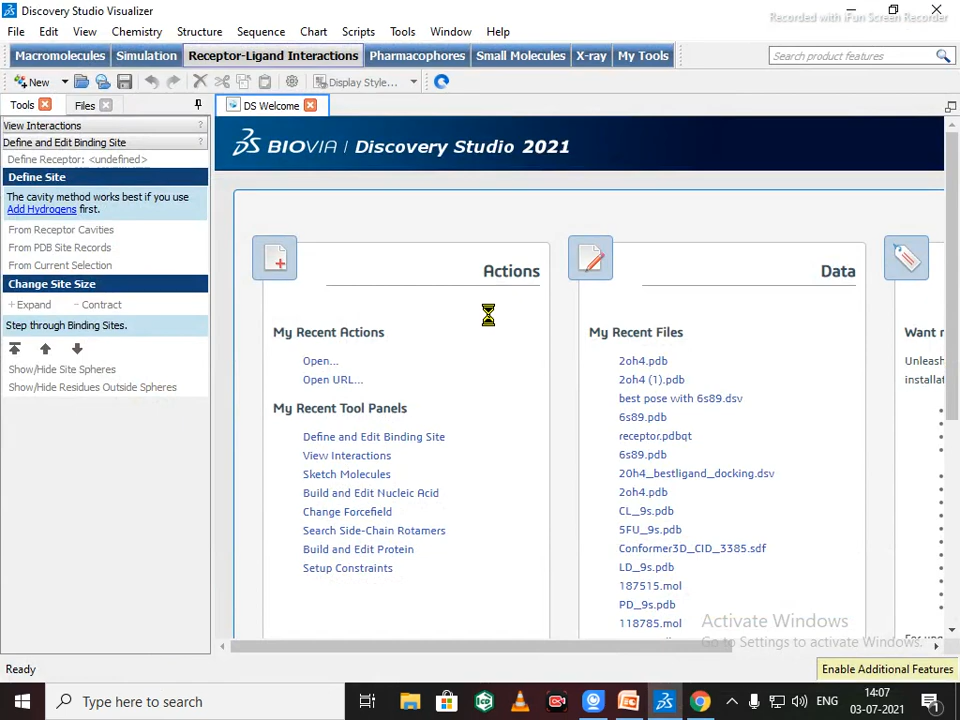 Discovery Studio Visualizer
Recorded with iFun Screen Recorder
File Edit View Chemistry Structure Sequence Chart Scripts Tools Window Help
Macromolecules Simulation Receptor-Ligand Interactions Pharmacophores Small Molecules X-ray My Tools Search product features
New Display Style...
Tools Files DS Welcome
View Interactions ?
Define and Edit Binding Site ?
Define Receptor: <undefined>
Define Site
The cavity method works best if you use
Add Hydrogens first.
From Receptor Cavities
From PDB Site Records
From Current Selection
Change Site Size
+Expand - Contract
Step through Binding Sites.
Show/Hide Site Spheres
Show/Hide Residues Outside Spheres
BIOVIA | Discovery Studio 2021
Actions
My Recent Actions
Open...
Open URL...
My Recent Tool Panels
Define and Edit Binding Site
View Interactions
Sketch Molecules
Build and Edit Nucleic Acid
Change Forcefield
Search Side-Chain Rotamers
Build and Edit Protein
Setup Constraints
Data
My Recent Files
2oh4.pdb
2oh4 (1).pdb
best pose with 6s89.dsv
6s89.pdb
receptor.pdbqt
6s89.pdb
20h4_bestligand_docking.dsv
2oh4.pdb
CL_9s.pdb
5FU_9s.pdb
Conformer3D_CID_3385.sdf
LD_9s.pdb
187515.mol
PD_9s.pdb
118785.mol
Want r
Unleash
installat
Activate Windows
Go to Settings to activate Windows.
Ready
Enable Additional Features
Type here to search
ENG
14:07
03-07-2021
1